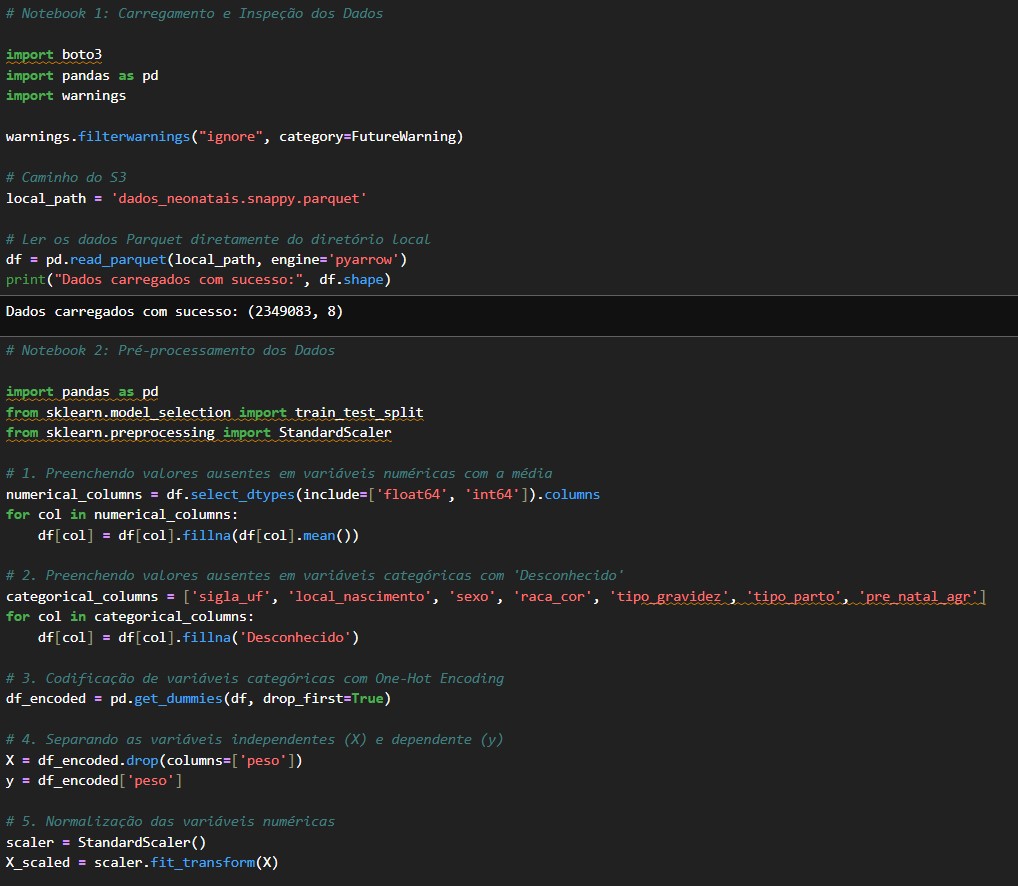 # Notebook 1: Carregamento e Inspeção dos Dados
import boto3
import pandas as pd
import warnings
warnings.filterwarnings("ignore", category=FutureWarning)
# Caminho do S3
local_path = 'dados_neonatais.snappy.parquet'
# Ler os dados Parquet diretamente do diretório local
df = pd.read_parquet(local_path, engine='pyarrow')
print("Dados carregados com sucesso:", df.shape)
Dados carregados com sucesso: (2349083, 8)
# Notebook 2: Pré-processamento dos Dados
import pandas as pd
from sklearn.model_selection import train_test_split
from sklearn.preprocessing import StandardScaler
# 1. Preenchendo valores ausentes em variáveis numéricas com a média
numerical_columns = df.select_dtypes(include=['float64', 'int64']).columns
for col in numerical_columns:
    df[col] = df[col].fillna(df[col].mean())
# 2. Preenchendo valores ausentes em variáveis categóricas com 'Desconhecido'
categorical_columns = ['sigla_uf', 'local_nascimento', 'sexo', 'raca_cor', 'tipo_gravidez', 'tipo_parto', 'pre_natal_agr']
for col in categorical_columns:
    df[col] = df[col].fillna('Desconhecido')
# 3. Codificação de variáveis categóricas com One-Hot Encoding
df_encoded = pd.get_dummies(df, drop_first=True)
# 4. Separando as variáveis independentes (X) e dependente (y)
X = df_encoded.drop(columns=['peso'])
y = df_encoded['peso']
# 5. Normalização das variáveis numéricas
scaler = StandardScaler()
X_scaled = scaler.fit_transform(X)